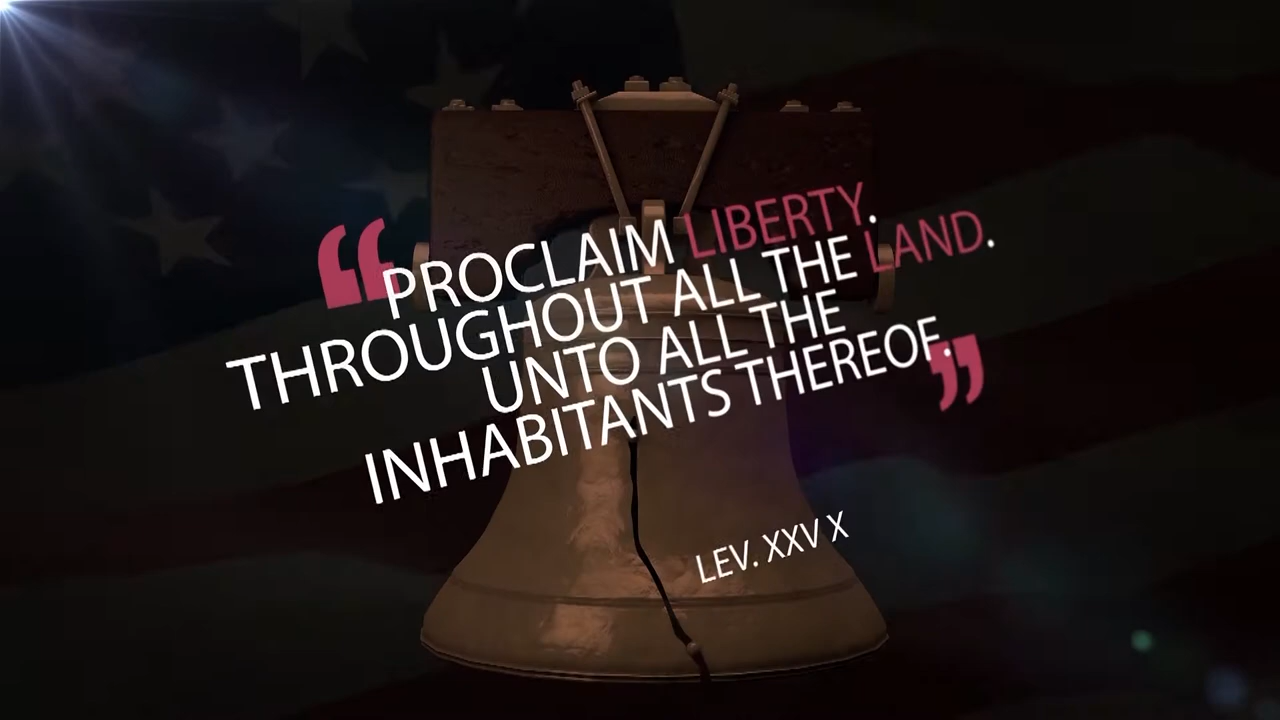 “PROCLAIM LIBERTY.
THROUGHOUT ALL THE LAND.
UNTO ALL THE
INHABITANTS THEREOF.”
LEV. XXV X